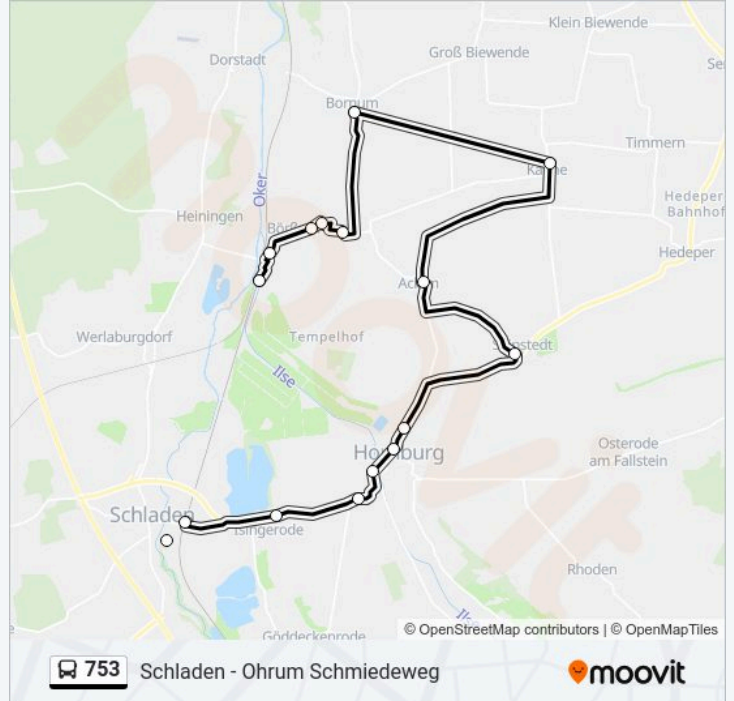 Klein Biewende
Groß Biewende
Dorstadt
Bornum
Timmern
Oker
Hedeper
Bahnhof
Heiningen
Hedeper
Werlaburgdorf
Tempelhof
Ilse
Hornburg
Osterode
am Fallstein
Schladen
Isingerode
Rhoden
Göddeckenrode
© OpenStreetMap contributors | © OpenMapTiles
753 Schladen - Ohrum Schmiedeweg moovit